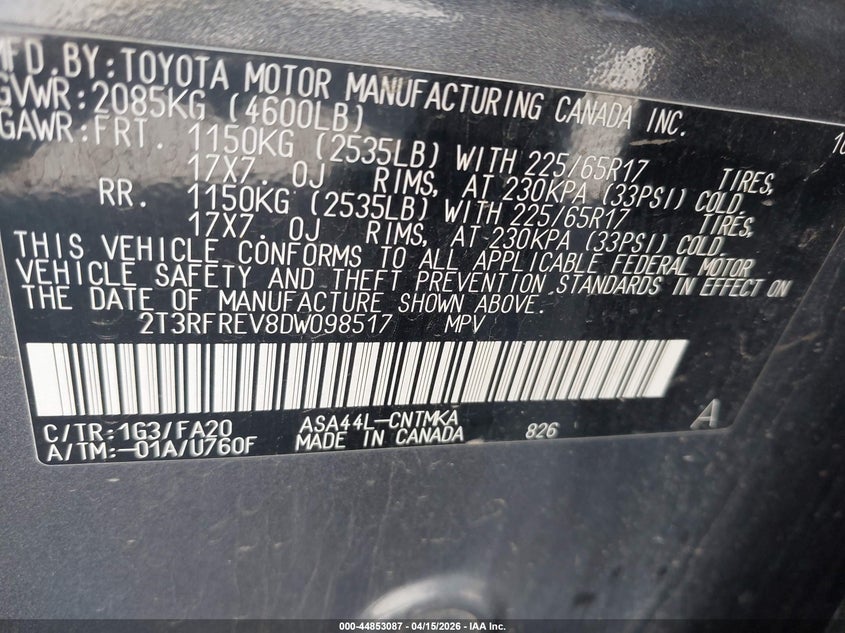 MFD. BY: TOYOTA MOTOR MANUFACTURING CANADA INC.
GVWR: 2085KG (4600LB) 10
GAWR: FRT. 1150KG (2535LB) WITH 225/65R17 TIRES,
17X7. 0J RIMS, AT 230KPA (33PSI) COLD.
RR. 1150KG (2535LB) WITH 225/65R17 TIRES,
17X7. 0J RIMS, AT 230KPA (33PSI) COLD.
THIS VEHICLE CONFORMS TO ALL APPLICABLE FEDERAL MOTOR
VEHICLE SAFETY AND THEFT PREVENTION STANDARDS IN EFFECT ON
THE DATE OF MANUFACTURE SHOWN ABOVE.
2T3RFREV8DW098517 MPV
C/TR: 1G3/FA20 ASA44L-CNTMKA 826 A
A/TM: -01A/U760F MADE IN CANADA
000-44853087 - 04/15/2026 - IAA Inc.